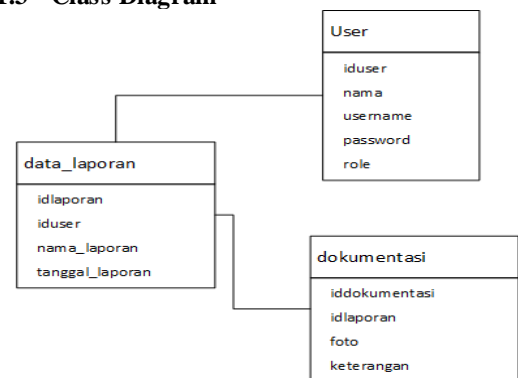 Class Diagram
User
iduser
nama
username
password
role
data_laporan
idlaporan
iduser
nama_laporan
tanggal_laporan
dokumentasi
iddokumentasi
idlaporan
foto
keterangan